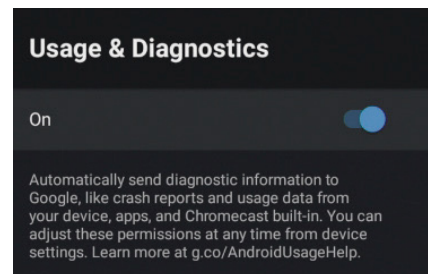 Usage & Diagnostics
On
Automatically send diagnostic information to
Google, like crash reports and usage data from
your device, apps, and Chromecast built-in. You can
adjust these permissions at any time from device
settings. Learn more at g.co/AndroidUsageHelp.